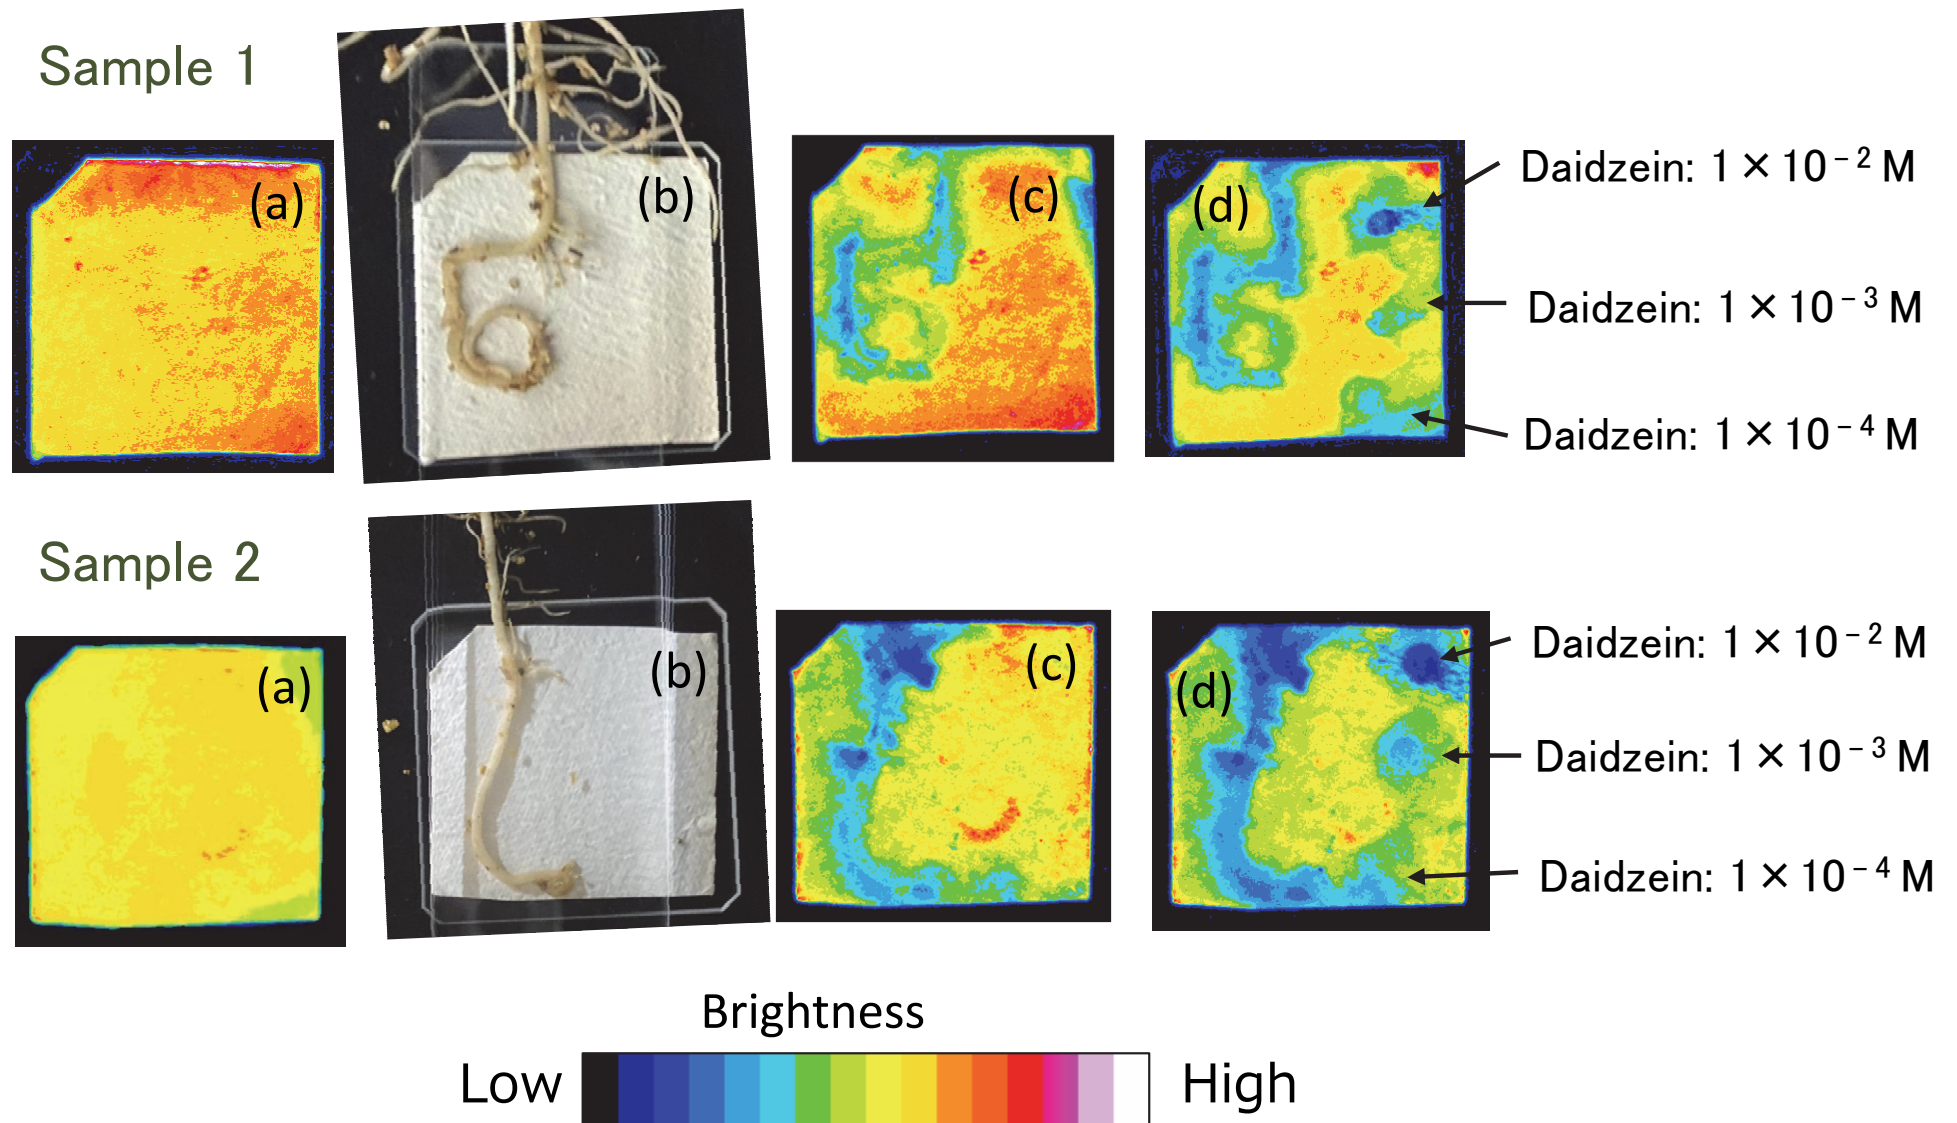 Sample 1
(a)
(b)
(c)
(d)
Daidzein: 1 × 10⁻² M
Daidzein: 1 × 10⁻³ M
Daidzein: 1 × 10⁻⁴ M
Sample 2
(a)
(b)
(c)
(d)
Daidzein: 1 × 10⁻² M
Daidzein: 1 × 10⁻³ M
Daidzein: 1 × 10⁻⁴ M
Brightness
Low
High